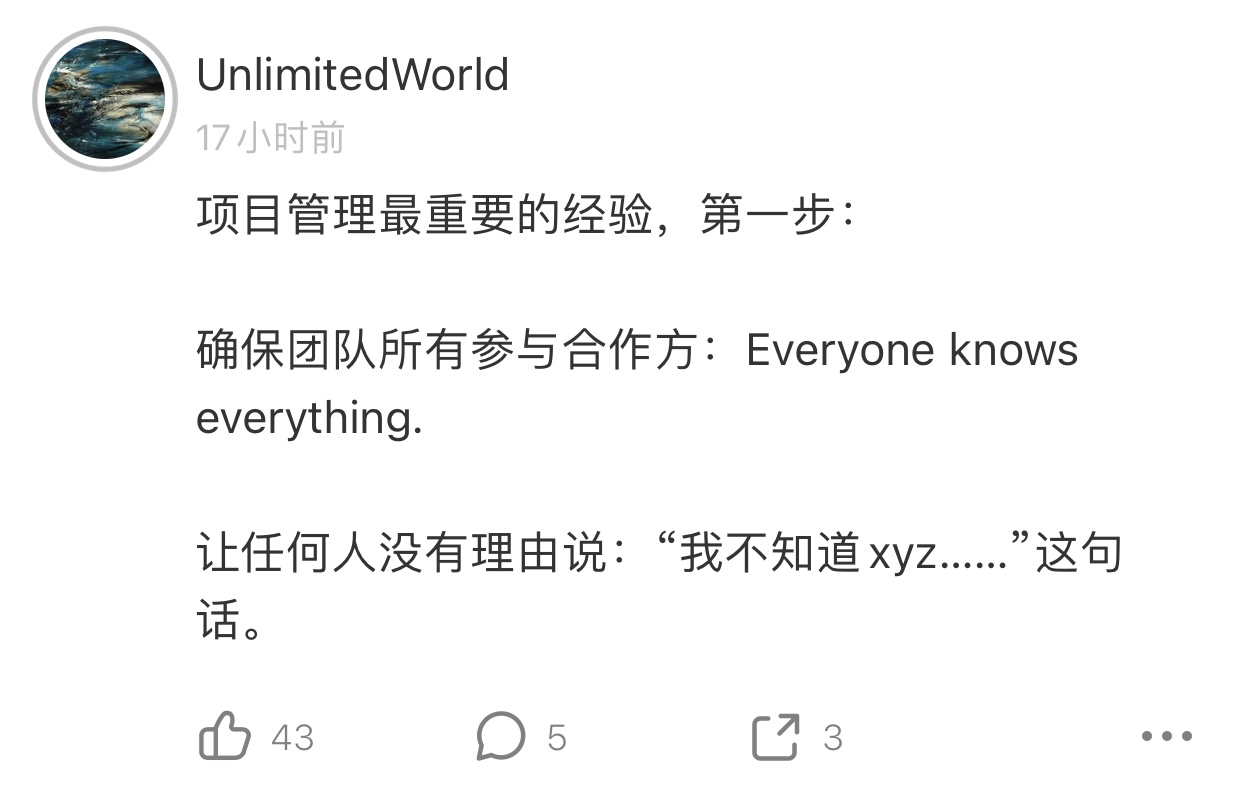 UnlimitedWorld
17小时前
项目管理最重要的经验，第一步：
确保团队所有参与合作方：Everyone knows
everything.
让任何人没有理由说：“我不知道xyz……”这句
话。
43 5 3